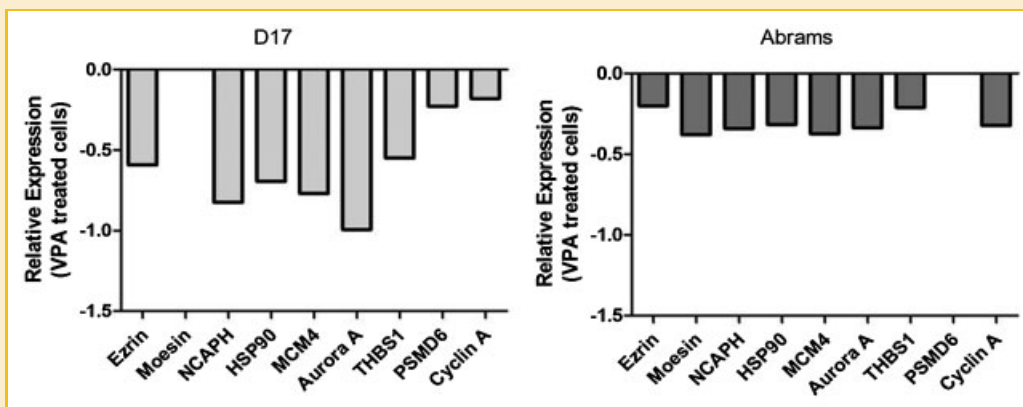 D17
Relative Expression
(VPA treated cells)
0.0
-0.5
-1.0
-1.5
Ezrin
Moesin
NCAPH
HSP90
MCM4
Aurora A
THBS1
PSMD6
Cyclin A
Abrams
Relative Expression
(VPA treated cells)
0.0
-0.5
-1.0
-1.5
Ezrin
Moesin
NCAPH
HSP90
MCM4
Aurora A
THBS1
PSMD6
Cyclin A